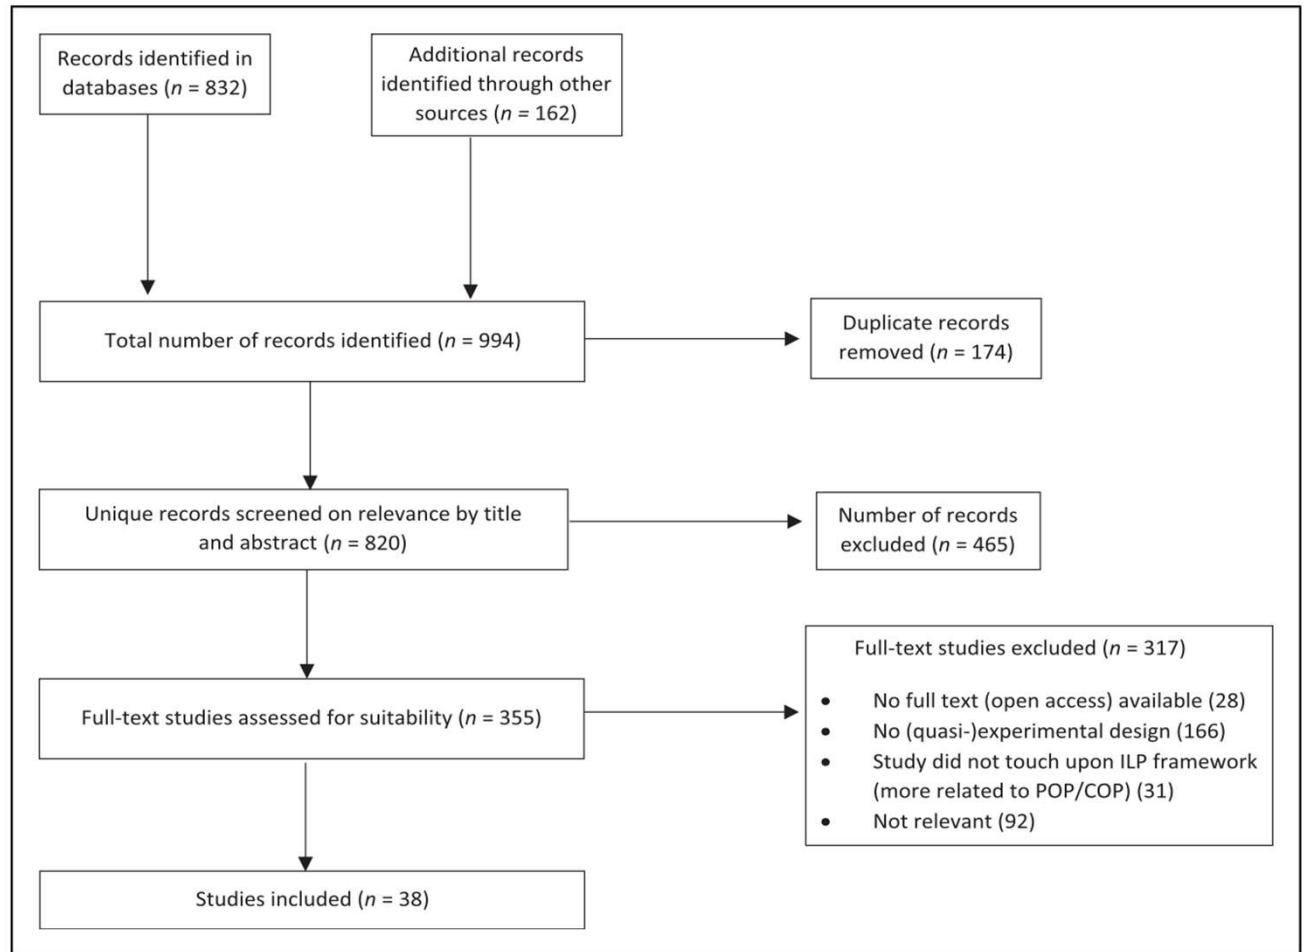 Records identified in
databases (n = 832)
Additional records
identified through other
sources (n = 162)
Total number of records identified (n = 994)
Duplicate records
removed (n = 174)
Unique records screened on relevance by title
and abstract (n = 820)
Number of records
excluded (n = 465)
Full-text studies assessed for suitability (n = 355)
Full-text studies excluded (n = 317)
• No full text (open access) available (28)
• No (quasi-)experimental design (166)
• Study did not touch upon ILP framework
(more related to POP/COP) (31)
• Not relevant (92)
Studies included (n = 38)